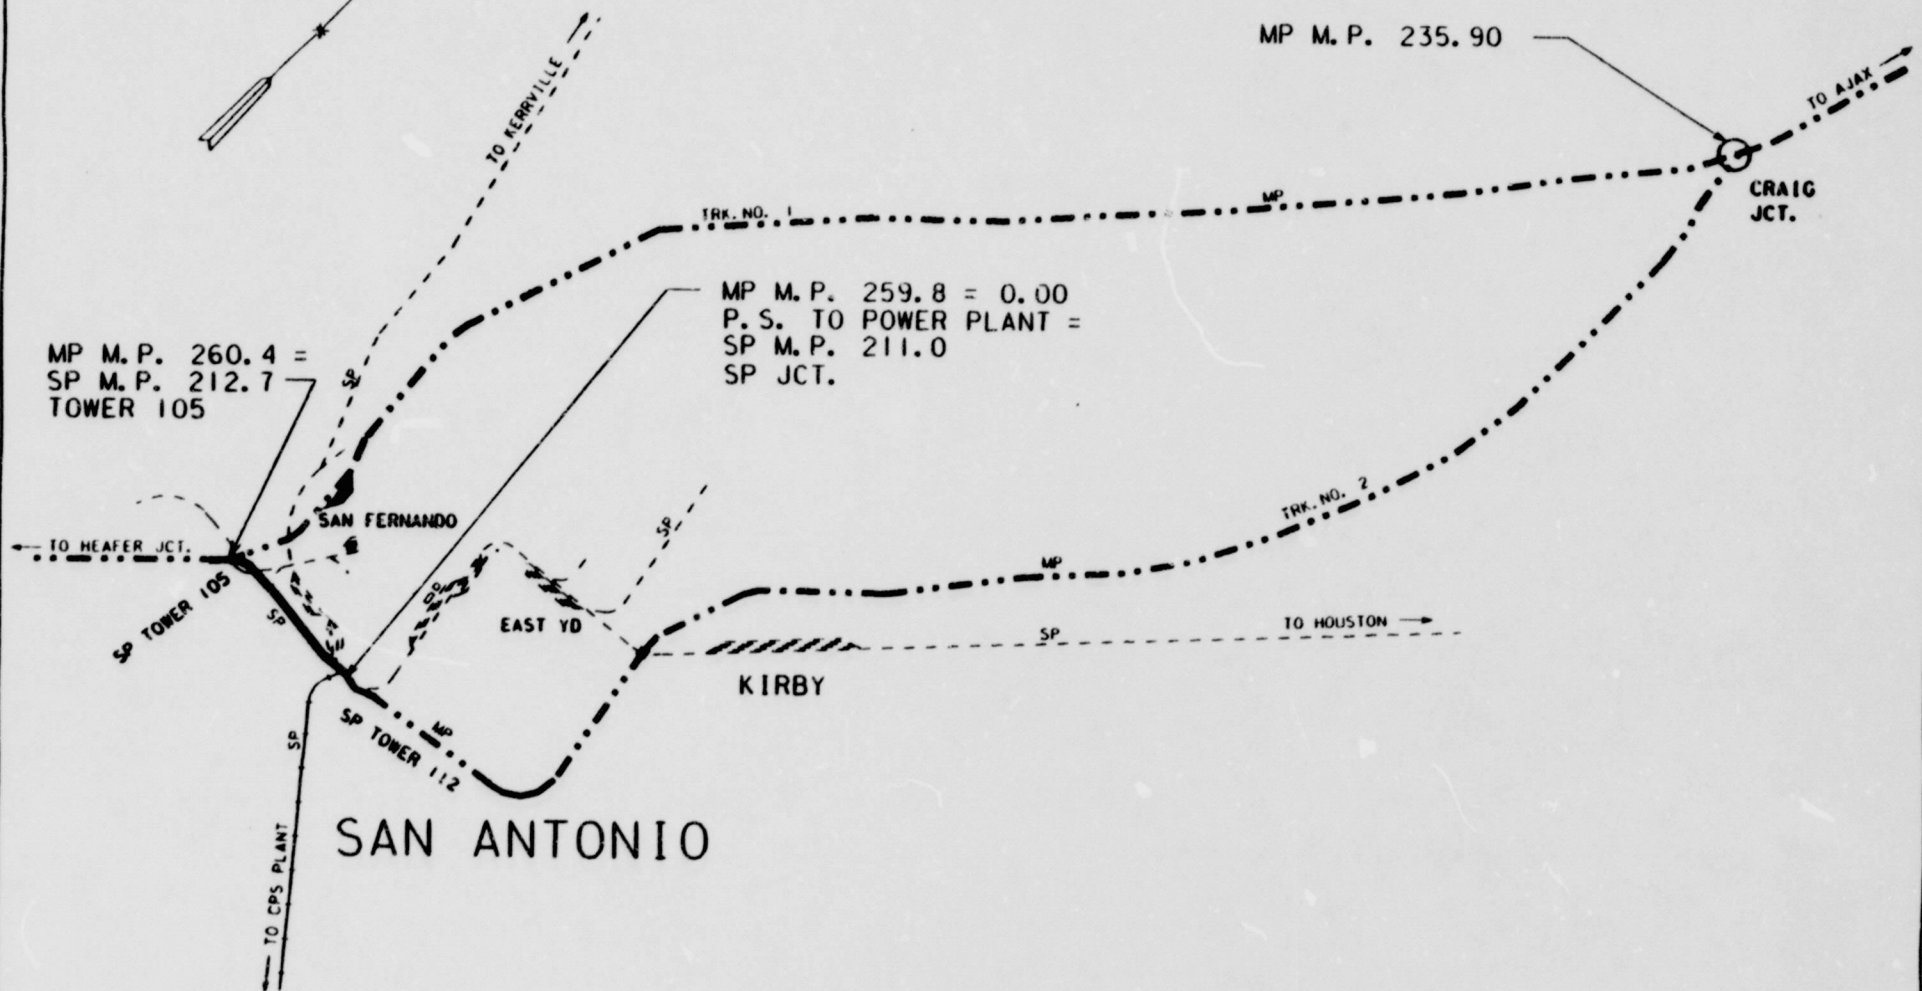 MP M.P. 235.90
TO KERRVILLE
TO AJAX
CRAIG
JCT.
TRK. NO. 1
MP
MP M.P. 259.8 = 0.00
P.S. TO POWER PLANT =
SP M.P. 211.0
SP JCT.
MP M.P. 260.4 =
SP M.P. 212.7
TOWER 105
SP
SAN FERNANDO
TO HEAFER JCT.
SP TOWER 105
SP
SP
EAST YD
TRK. NO. 2
MP
TO HOUSTON
SP
KIRBY
SP TOWER 112
MP
SP
SAN ANTONIO
TO CPS PLANT